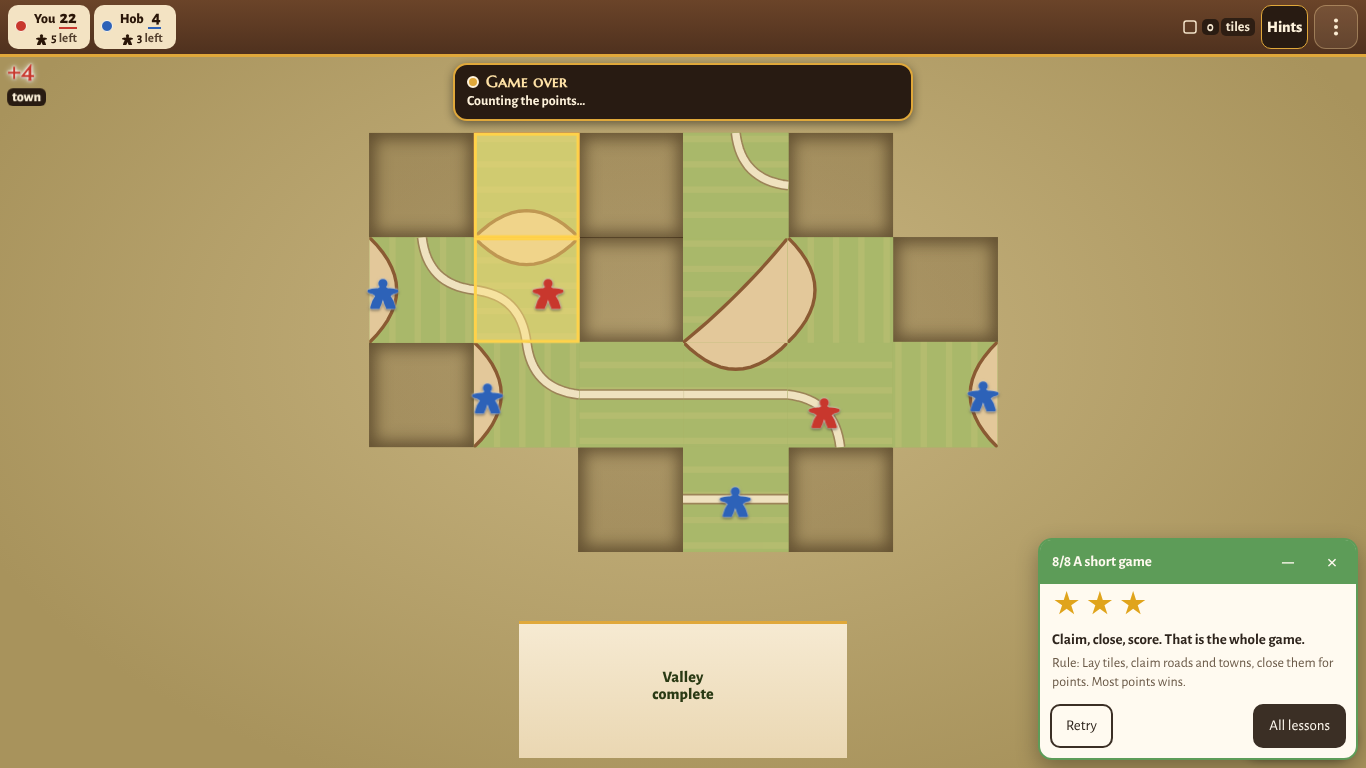 You 22
5 left
Hob 4
3 left
0 tiles
Hints
+4
town
Game over
Counting the points...
Valley
complete
8/8 A short game
Claim, close, score. That is the whole game.
Rule: Lay tiles, claim roads and towns, close them for
points. Most points wins.
Retry
All lessons